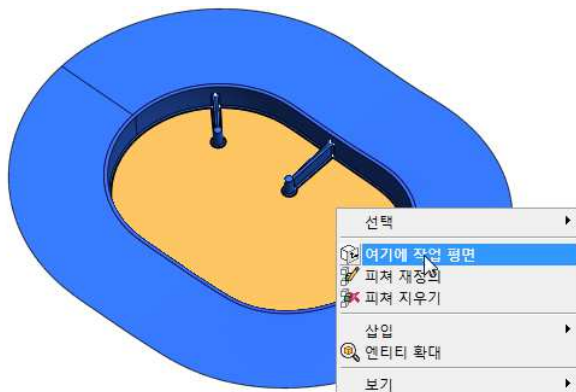 선택
여기에 작업 평면
피쳐 재정의
피쳐 지우기
삽입
엔티티 확대
보기